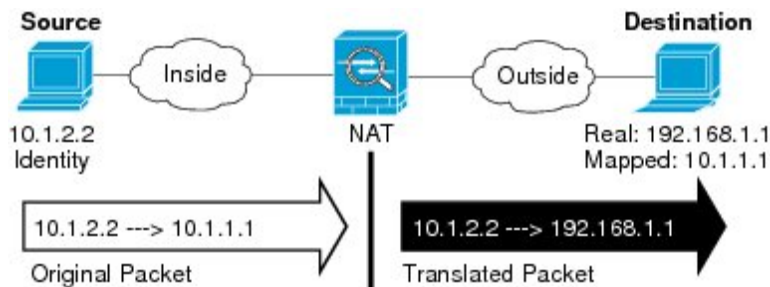 Source
Destination
Inside
Outside
10.1.2.2
Identity
NAT
Real: 192.168.1.1
Mapped: 10.1.1.1
10.1.2.2 ---> 10.1.1.1
10.1.2.2 ---> 192.168.1.1
Original Packet
Translated Packet